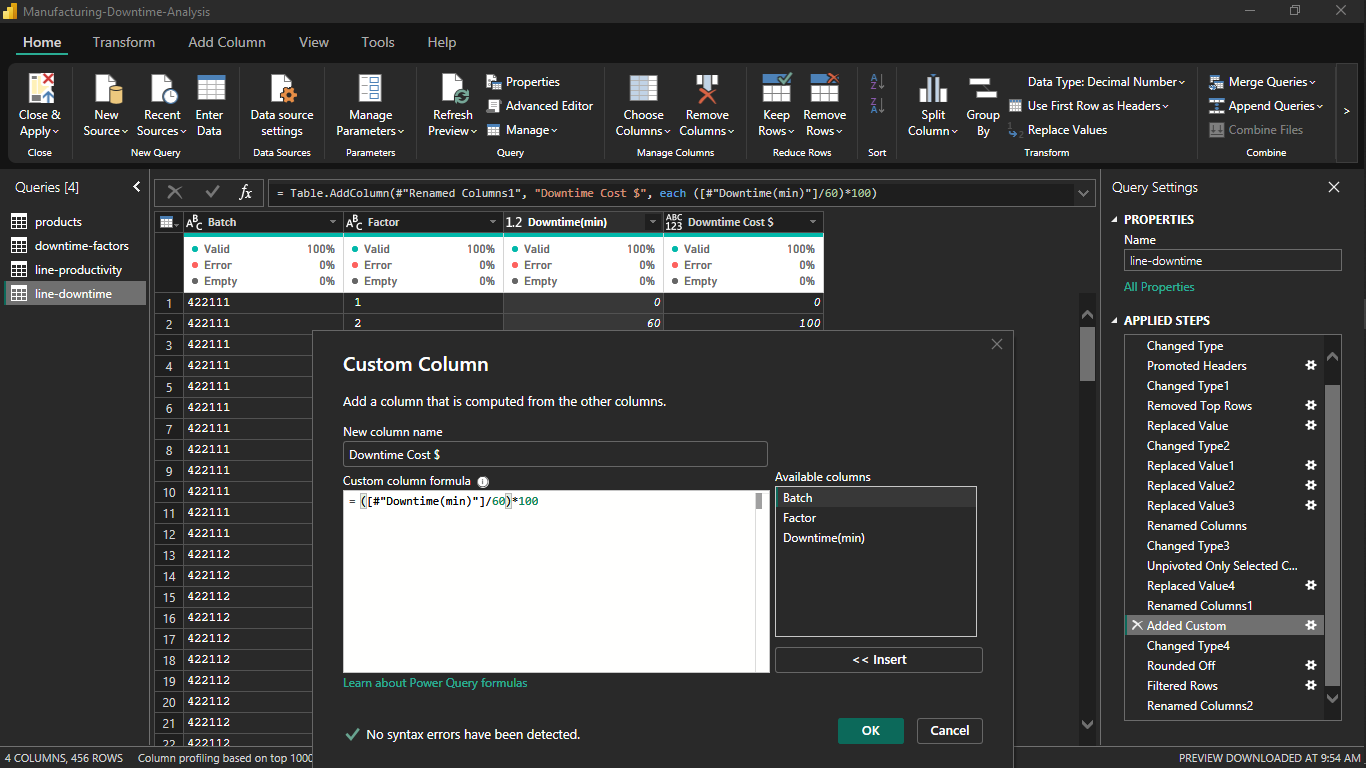 Manufacturing-Downtime-Analysis
Home Transform Add Column View Tools Help
Close & Apply
New Source
Recent Sources
Enter Data
Data source settings
Manage Parameters
Refresh Preview
Properties
Advanced Editor
Manage
Choose Columns
Remove Columns
Keep Rows
Remove Rows
A Z
Z A
Split Column
Group By
Data Type: Decimal Number
Use First Row as Headers
1 2 Replace Values
Merge Queries
Append Queries
Combine Files
>
Close New Query Data Sources Parameters Query Manage Columns Reduce Rows Sort Transform Combine
Queries [4]
products
downtime-factors
line-productivity
line-downtime
fx
= Table.AddColumn(#"Renamed Columns1", "Downtime Cost $", each ([#"Downtime(min)"]/60)*100)
ABC Batch ABC Factor 1.2 Downtime(min) ABC 123 Downtime Cost $
Valid 100% Valid 100% Valid 100% Valid 100%
Error 0% Error 0% Error 0% Error 0%
Empty 0% Empty 0% Empty 0% Empty 0%
1 422111 1 0 0
2 422111 2 60 100
3 422111
4 422111
5 422111
6 422111
7 422111
8 422111
9 422111
10 422111
11 422111
12 422111
13 422112
14 422112
15 422112
16 422112
17 422112
18 422112
19 422112
20 422112
21 422112
22 422112
Custom Column
Add a column that is computed from the other columns.
New column name
Downtime Cost $
Custom column formula
= ([#"Downtime(min)"]/60)*100
Available columns
Batch
Factor
Downtime(min)
<< Insert
Learn about Power Query formulas
No syntax errors have been detected.
OK
Cancel
Query Settings
PROPERTIES
Name
line-downtime
All Properties
APPLIED STEPS
Changed Type
Promoted Headers
Changed Type1
Removed Top Rows
Replaced Value
Changed Type2
Replaced Value1
Replaced Value2
Replaced Value3
Renamed Columns
Changed Type3
Unpivoted Only Selected C...
Replaced Value4
Renamed Columns1
Added Custom
Changed Type4
Rounded Off
Filtered Rows
Renamed Columns2
4 COLUMNS, 456 ROWS Column profiling based on top 1000
PREVIEW DOWNLOADED AT 9:54 AM